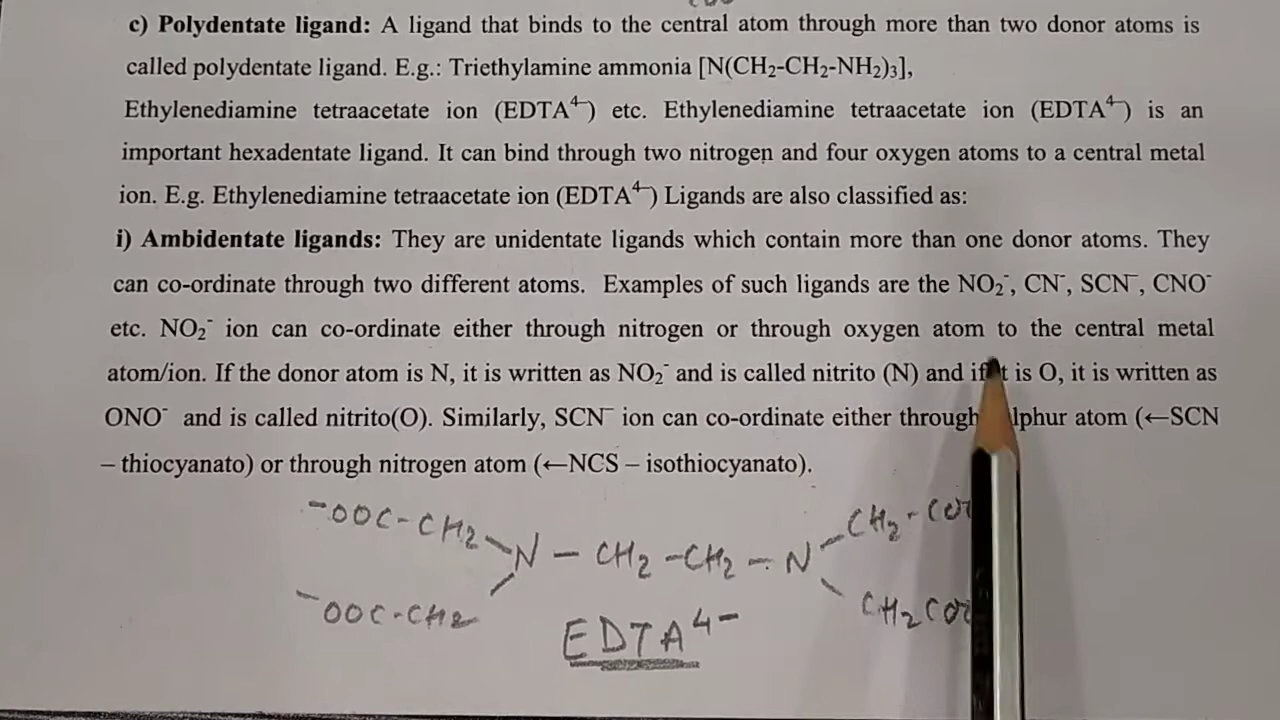 c) Polydentate ligand: A ligand that binds to the central atom through more than two donor atoms is
called polydentate ligand. E.g.: Triethylamine ammonia [N(CH₂-CH₂-NH₂)₃],
Ethylenediamine tetraacetate ion (EDTA⁴⁻) etc. Ethylenediamine tetraacetate ion (EDTA⁴⁻) is an
important hexadentate ligand. It can bind through two nitrogen and four oxygen atoms to a central metal
ion. E.g. Ethylenediamine tetraacetate ion (EDTA⁴⁻) Ligands are also classified as:
i) Ambidentate ligands: They are unidentate ligands which contain more than one donor atoms. They
can co-ordinate through two different atoms. Examples of such ligands are the NO₂⁻, CN⁻, SCN⁻, CNO⁻
etc. NO₂⁻ ion can co-ordinate either through nitrogen or through oxygen atom to the central metal
atom/ion. If the donor atom is N, it is written as NO₂⁻ and is called nitrito (N) and if is O, it is written as
ONO⁻ and is called nitrito(O). Similarly, SCN⁻ ion can co-ordinate either through atom (←SCN
– thiocyanato) or through nitrogen atom (←NCS – isothiocyanato).
⁻OOC-CH₂ N – CH₂ -CH₂ – N CH₂-
⁻OOC-CH₂
EDTA⁴⁻